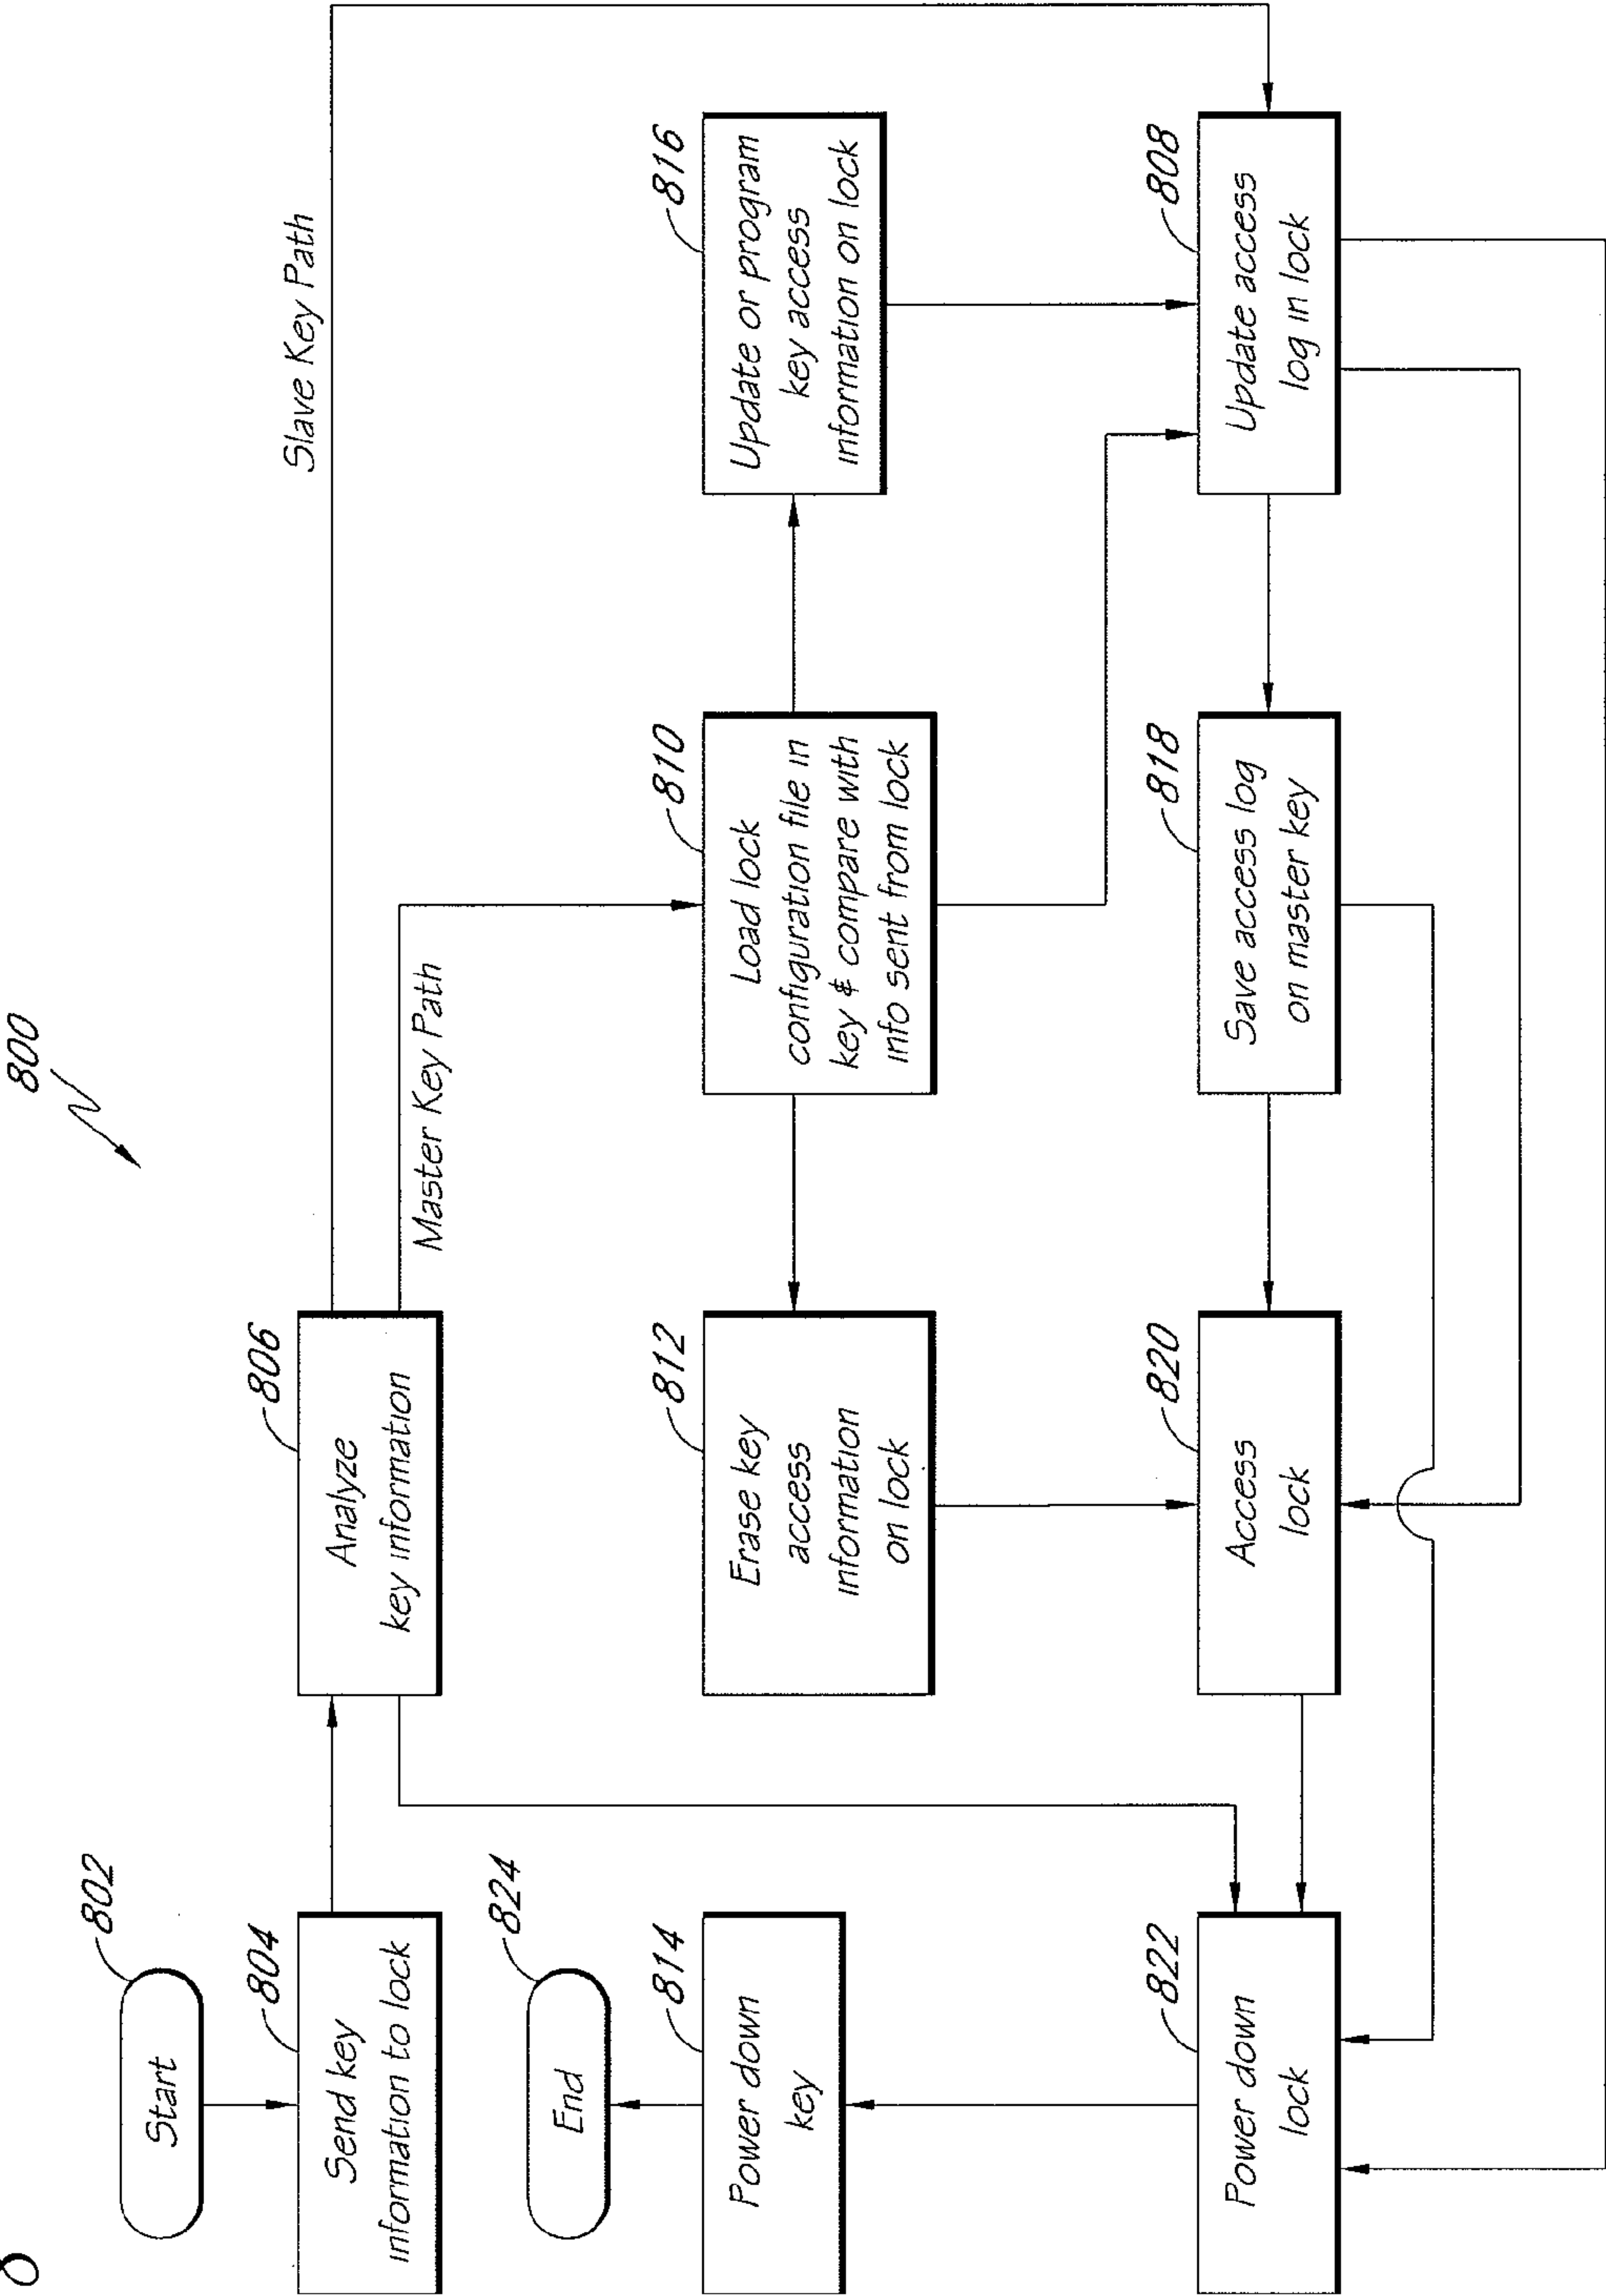 800
802
Start
804
Send key
information to lock
806
Analyze
key information
Slave Key Path
Master Key Path
824
End
814
Power down
key
812
Erase key
access
information
on lock
810
Load lock
configuration file in
key & compare with
info sent from lock
816
Update or program
key access
information on lock
822
Power down
lock
820
Access
lock
818
Save access log
on master key
808
Update access
log in lock